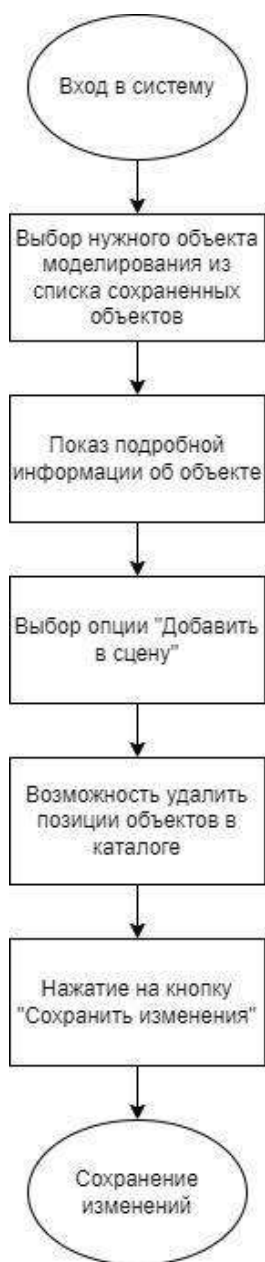 Вход в систему
Выбор нужного объекта
моделирования из
списка сохраненных
объектов
Показ подробной
информации об объекте
Выбор опции "Добавить
в сцену"
Возможность удалить
позиции объектов в
каталоге
Нажатие на кнопку
"Сохранить изменения"
Сохранение
изменений